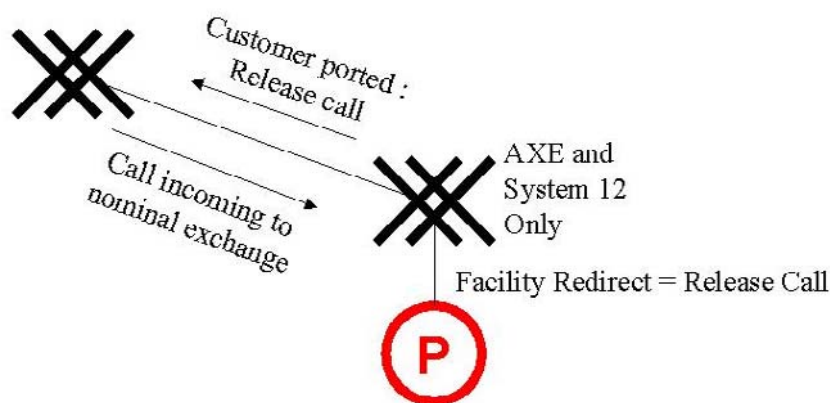 Customer ported :
Release call
Call incoming to
nominal exchange
AXE and
System 12
Only
Facility Redirect = Release Call
P